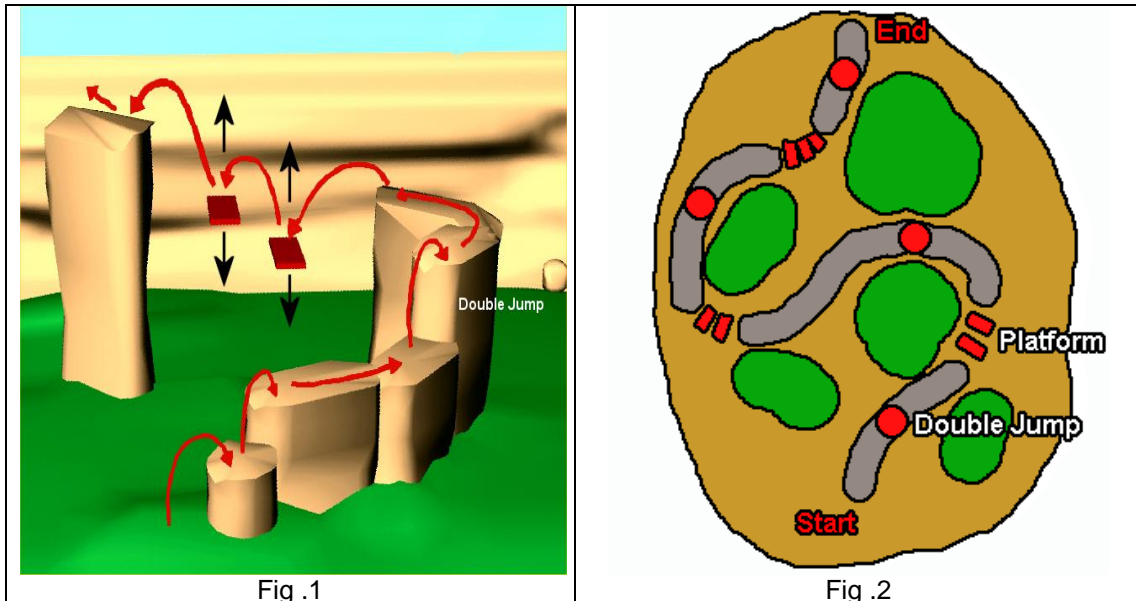 Double Jump
Fig .1
End
Platform
Double Jump
Start
Fig .2